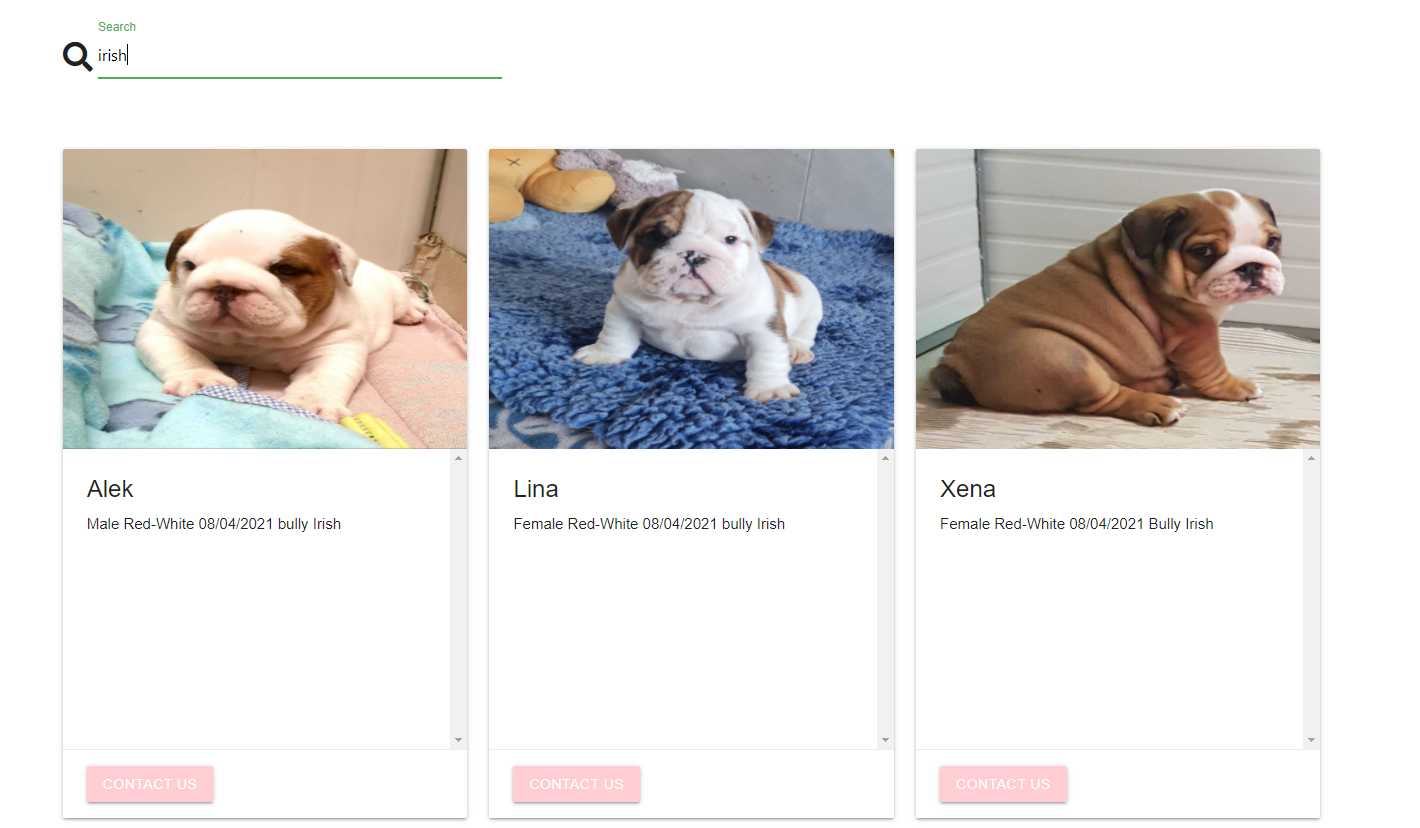 Search
irish
Alek
Male Red-White 08/04/2021 bully Irish
CONTACT US
Lina
Female Red-White 08/04/2021 bully Irish
CONTACT US
Xena
Female Red-White 08/04/2021 Bully Irish
CONTACT US